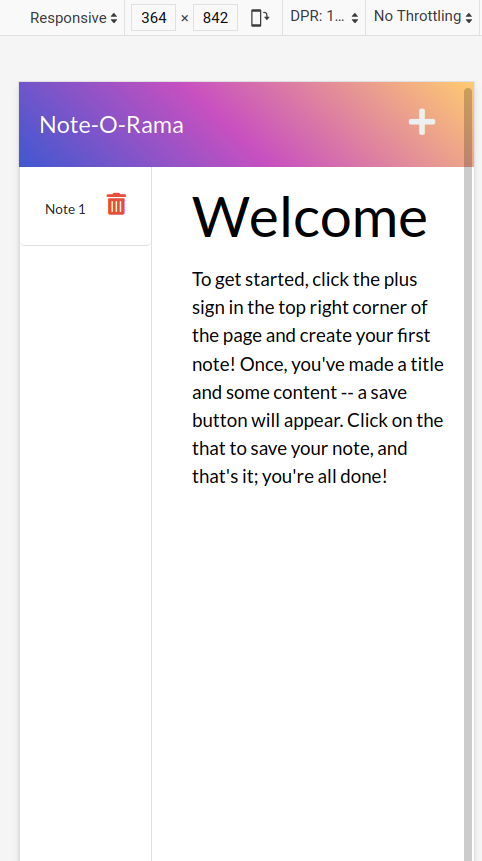 Responsive 364 × 842 DPR: 1... No Throttling
Note-O-Rama
Note 1
Welcome
To get started, click the plus
sign in the top right corner of
the page and create your first
note! Once, you've made a title
and some content -- a save
button will appear. Click on the
that to save your note, and
that's it; you're all done!